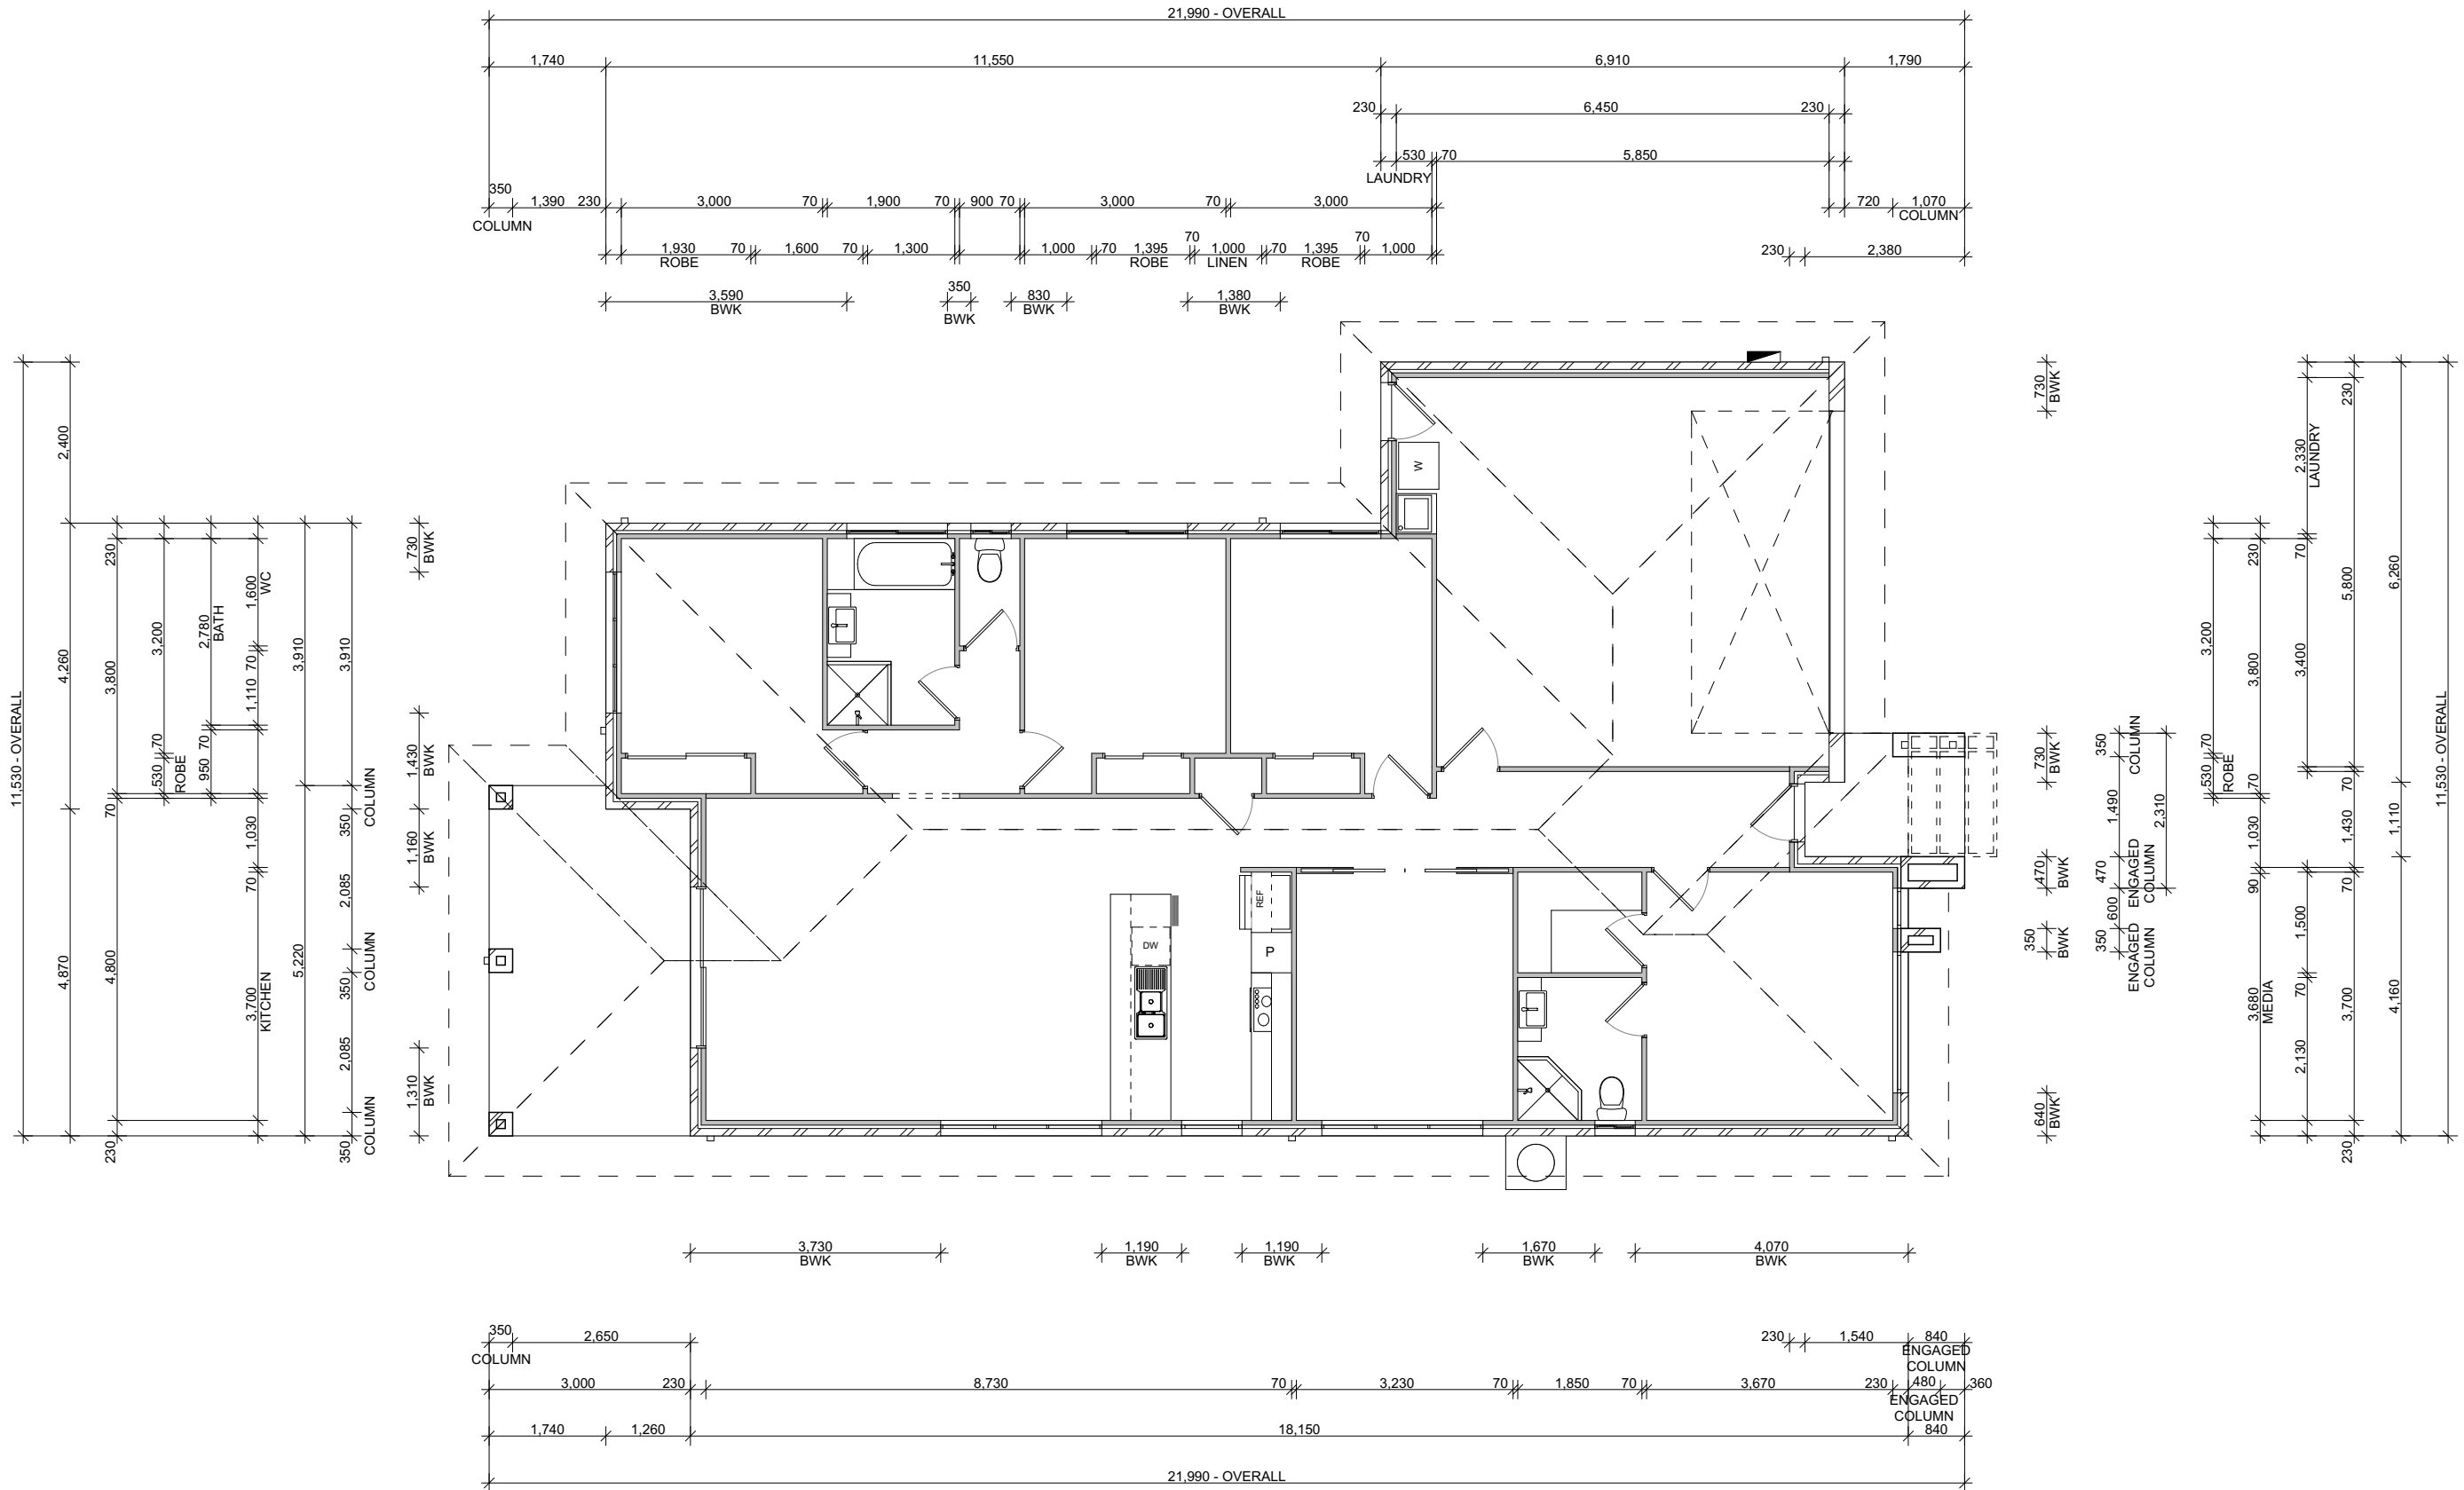 21,990 - OVERALL
1,740 11,550 6,910 1,790
230 6,450 230
530 70 5,850
LAUNDRY
350
COLUMN
1,390 230 3,000 70 1,900 70 900 70 3,000 70 3,000 720 1,070
COLUMN
1,930 70 1,600 70 1,300 1,000 70 1,395 70 1,000 70 1,395 70 1,000 230 2,380
ROBE ROBE LINEN ROBE
3,590 350 830 1,380
BWK BWK BWK BWK
11,530 - OVERALL
2,400
4,260
4,870
230
3,800
70
4,800
230
3,200
70
530
ROBE
2,780
BATH
70
950
1,600
WC
70
1,110
1,030
70
3,700
KITCHEN
3,910
5,220
3,910
350
COLUMN
2,085
350
COLUMN
2,085
350
COLUMN
730
BWK
1,430
BWK
1,160
BWK
1,310
BWK
W
REF
DW
P
730
BWK
730
BWK
470
BWK
350
BWK
640
BWK
350
COLUMN
1,490
470
ENGAGED
COLUMN
600
350
ENGAGED
COLUMN
2,310
3,200
70
530
ROBE
230
3,800
70
1,030
90
3,680
MEDIA
2,330
LAUNDRY
70
3,400
1,500
70
2,130
230
5,800
70
1,430
70
3,700
230
6,260
1,110
4,160
11,530 - OVERALL
3,730 1,190 1,190 1,670 4,070
BWK BWK BWK BWK BWK
350 2,650 230 1,540 840
COLUMN ENGAGED
COLUMN
3,000 230 8,730 70 3,230 70 1,850 70 3,670 230 480 360
ENGAGED
COLUMN
1,740 1,260 18,150 840
21,990 - OVERALL